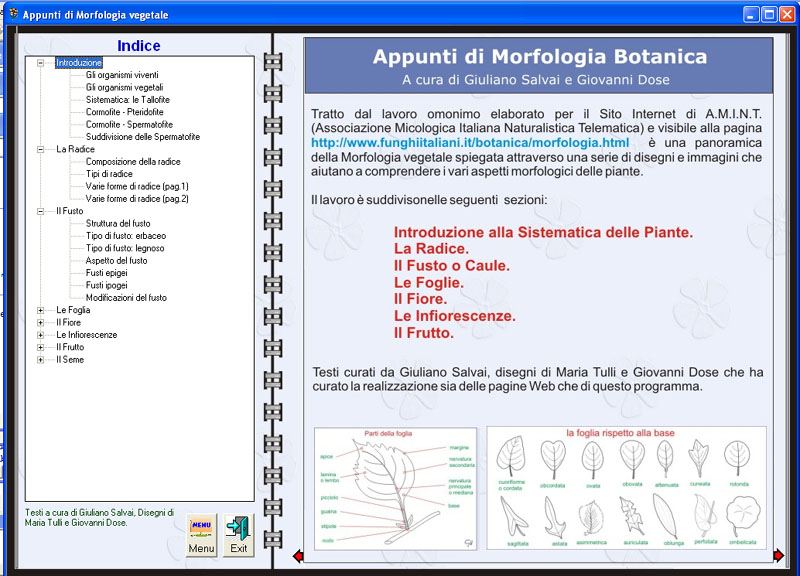 Appunti di Morfologia vegetale
Indice
Introduzione
Gli organismi viventi
Gli organismi vegetali
Sistematica: le Tallofite
Cormofite - Pteridofite
Cormofite - Spermatofite
Suddivisione delle Spermatofite
La Radice
Composizione della radice
Tipi di radice
Varie forme di radice (pag.1)
Varie forme di radice (pag.2)
Il Fusto
Struttura del fusto
Tipo di fusto: erbaceo
Tipo di fusto: legnoso
Aspetto del fusto
Fusti epigei
Fusti ipogei
Modificazioni del fusto
Le Foglia
Il Fiore
Le Infiorescenze
Il Frutto
Il Seme
Testi a cura di Giuliano Salvai, Disegni di
Maria Tulli e Giovanni Dose.
MENU
Menu
Exit
Appunti di Morfologia Botanica
A cura di Giuliano Salvai e Giovanni Dose
Tratto dal lavoro omonimo elaborato per il Sito Internet di A.M.I.N.T.
(Associazione Micologica Italiana Naturalistica Telematica) e visibile alla pagina
http://www.funghiitaliani.it/botanica/morfologia.html è una panoramica
della Morfologia vegetale spiegata attraverso una serie di disegni e immagini che
aiutano a comprendere i vari aspetti morfologici delle piante.
Il lavoro è suddivisonelle seguenti sezioni:
Introduzione alla Sistematica delle Piante.
La Radice.
Il Fusto o Caule.
Le Foglie.
Il Fiore.
Le Infiorescenze.
Il Frutto.
Testi curati da Giuliano Salvai, disegni di Maria Tulli e Giovanni Dose che ha
curato la realizzazione sia delle pagine Web che di questo programma.
Parti della foglia
apice
lamina
o lembo
picciolo
guaina
stipole
nodo
margine
nervatura
secondaria
nervatura
principale
o mediana
base
la foglia rispetto alla base
cuoriforme
o cordata
obcordata
ovata
obovata
attenuata
cuneata
rotonda
sagittata
astata
asimmetrica
auriculata
oblunga
perfoliata
ombelicata